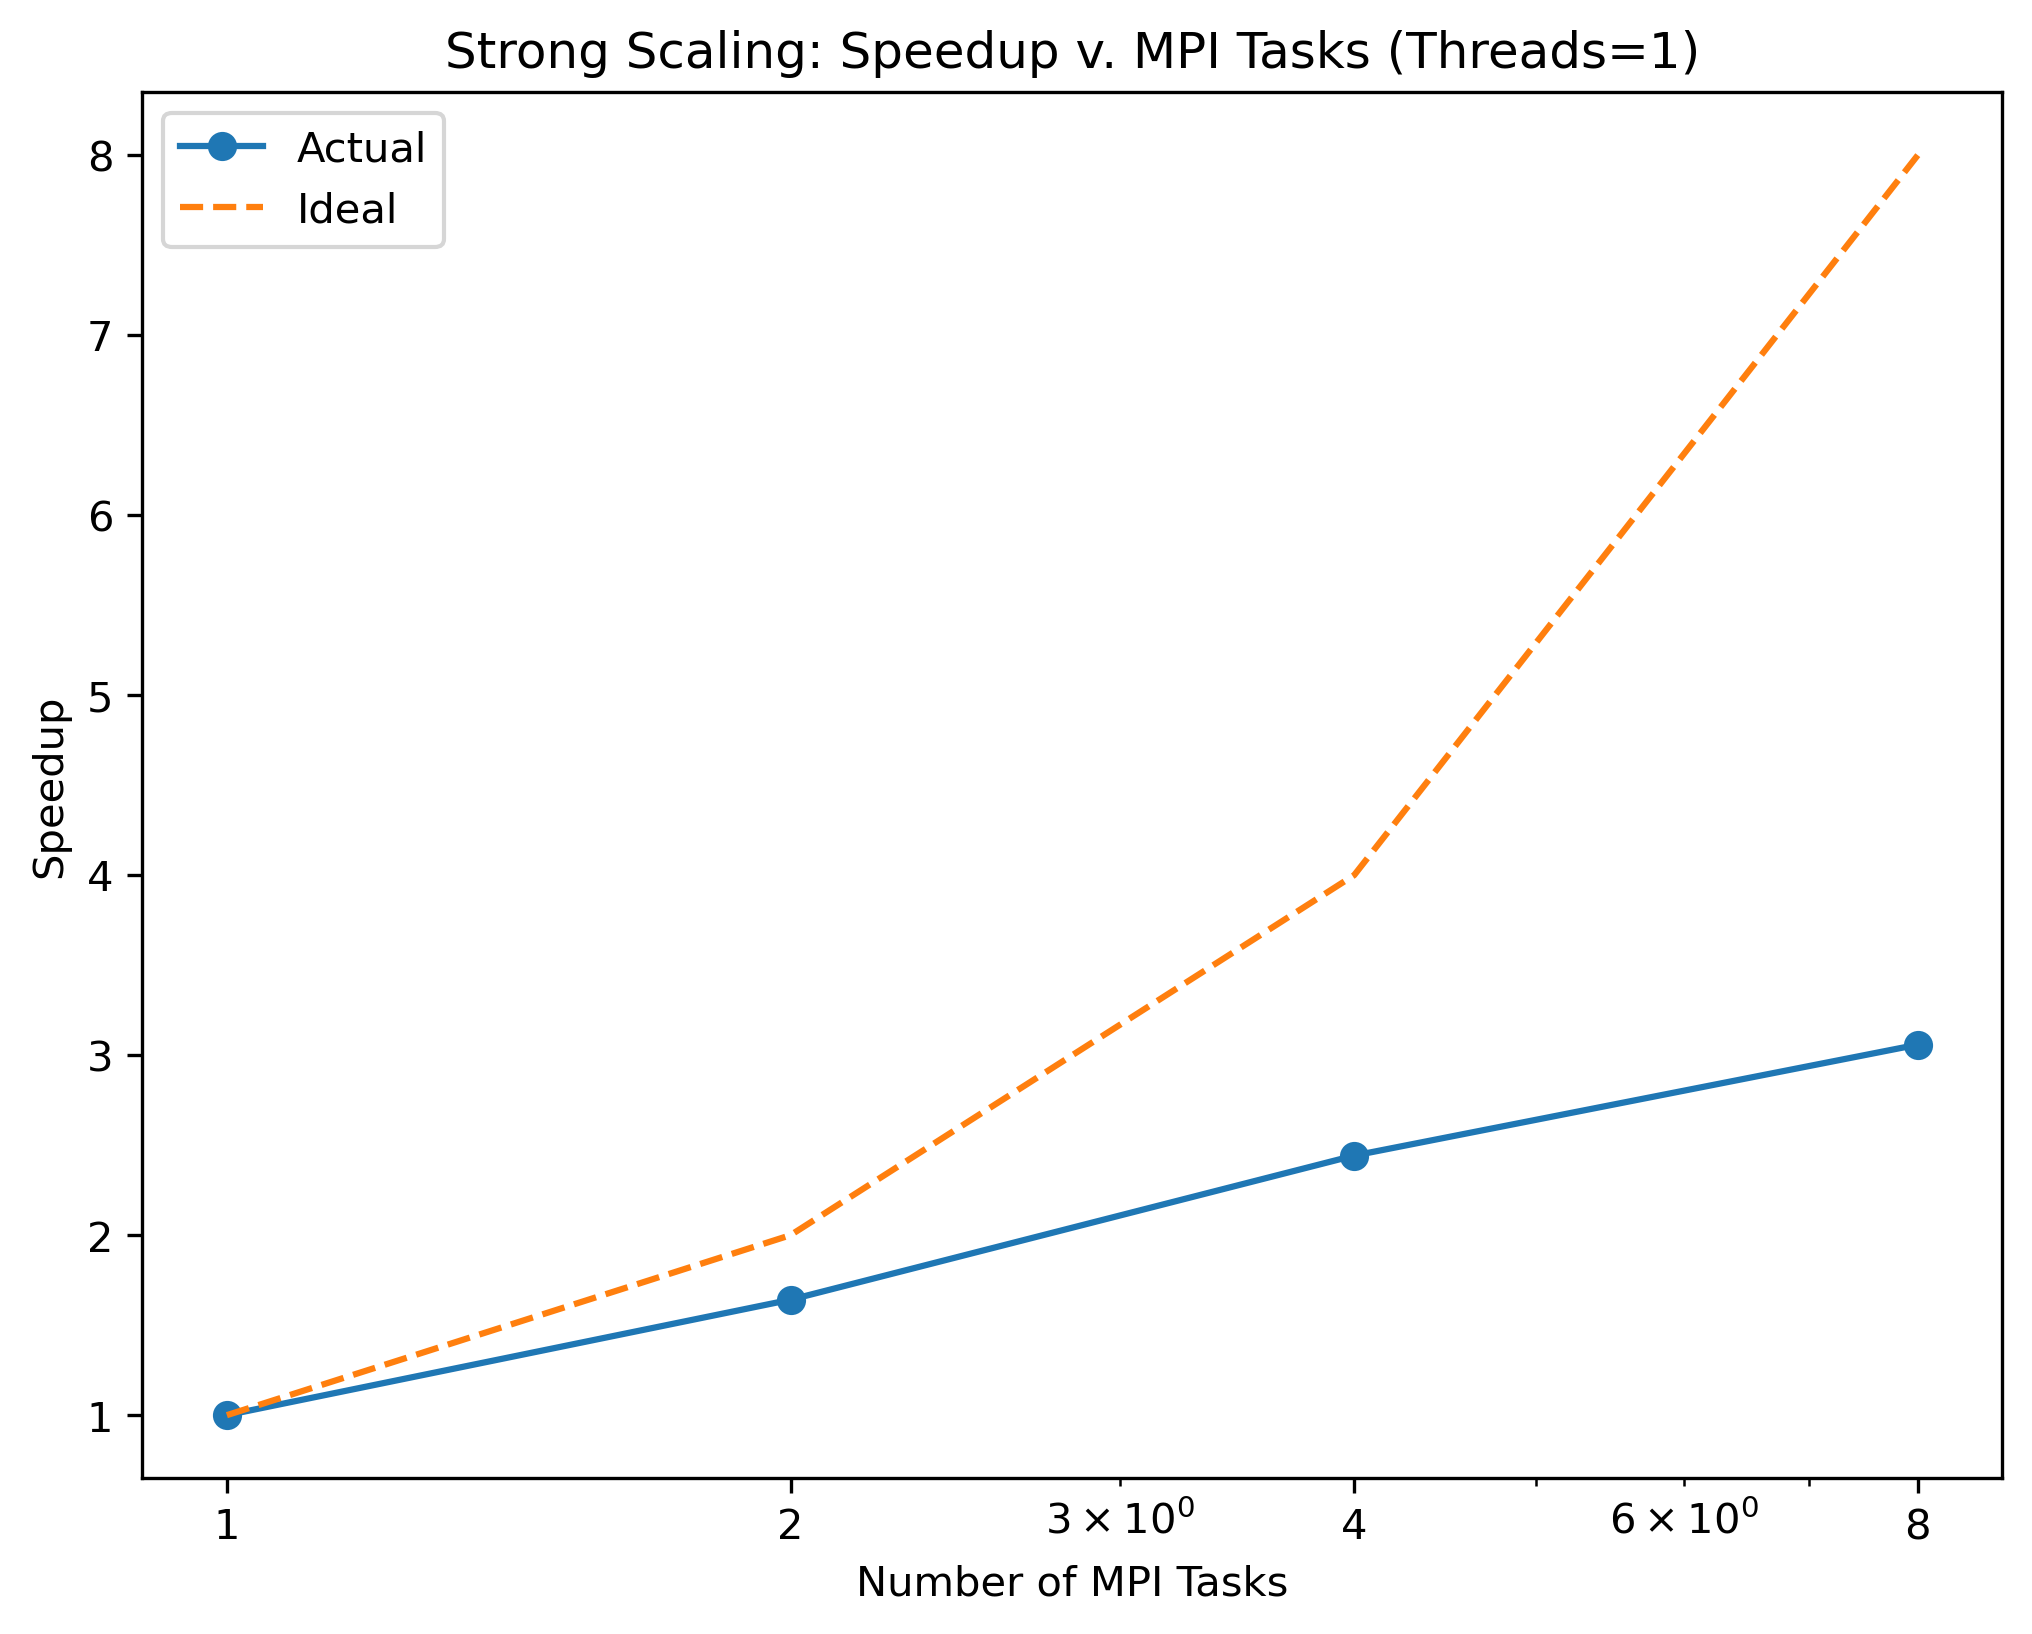 Strong Scaling: Speedup v. MPI Tasks (Threads=1)
Actual
Ideal
8
7
6
5
4
3
2
1
Speedup
1 2 3 × 10⁰ 4 6 × 10⁰ 8
Number of MPI Tasks